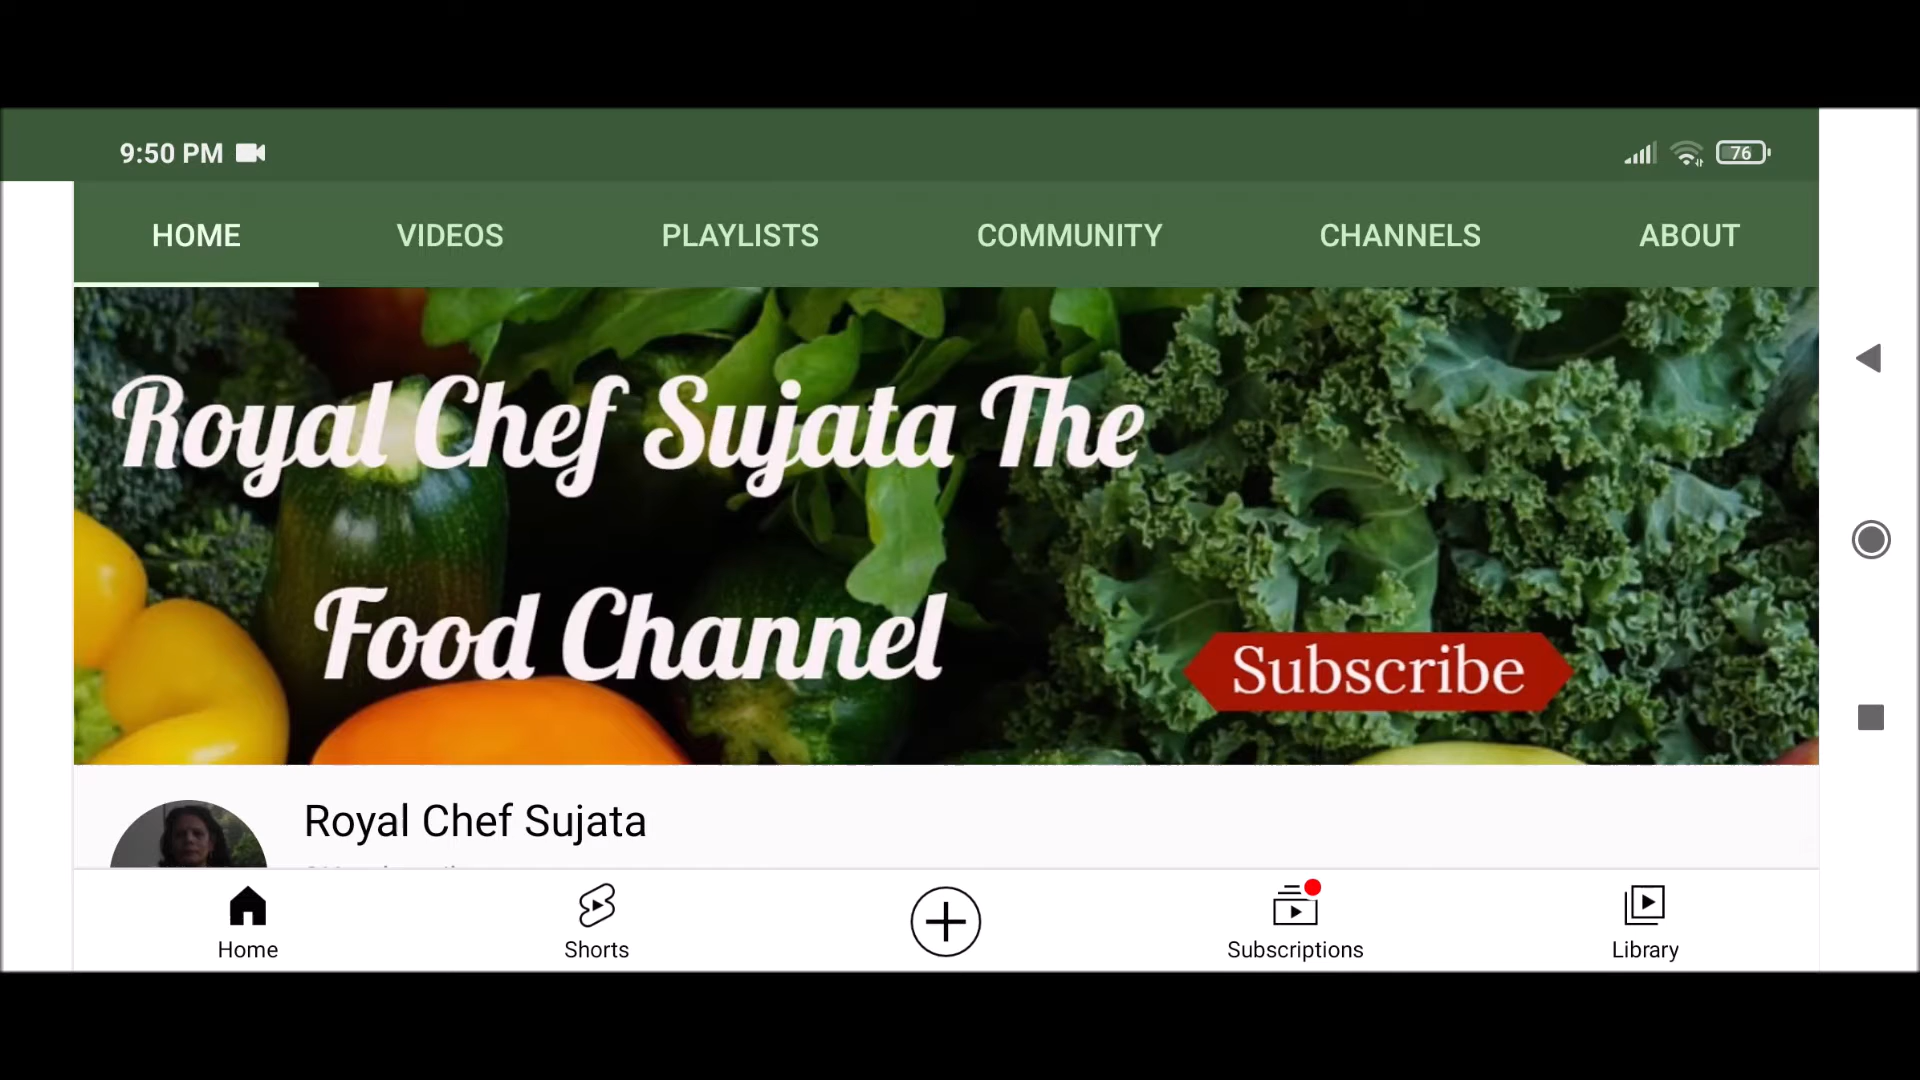 9:50 PM 76
HOME VIDEOS PLAYLISTS COMMUNITY CHANNELS ABOUT
Royal Chef Sujata The
Food Channel
Subscribe
Royal Chef Sujata
Home Shorts Subscriptions Library